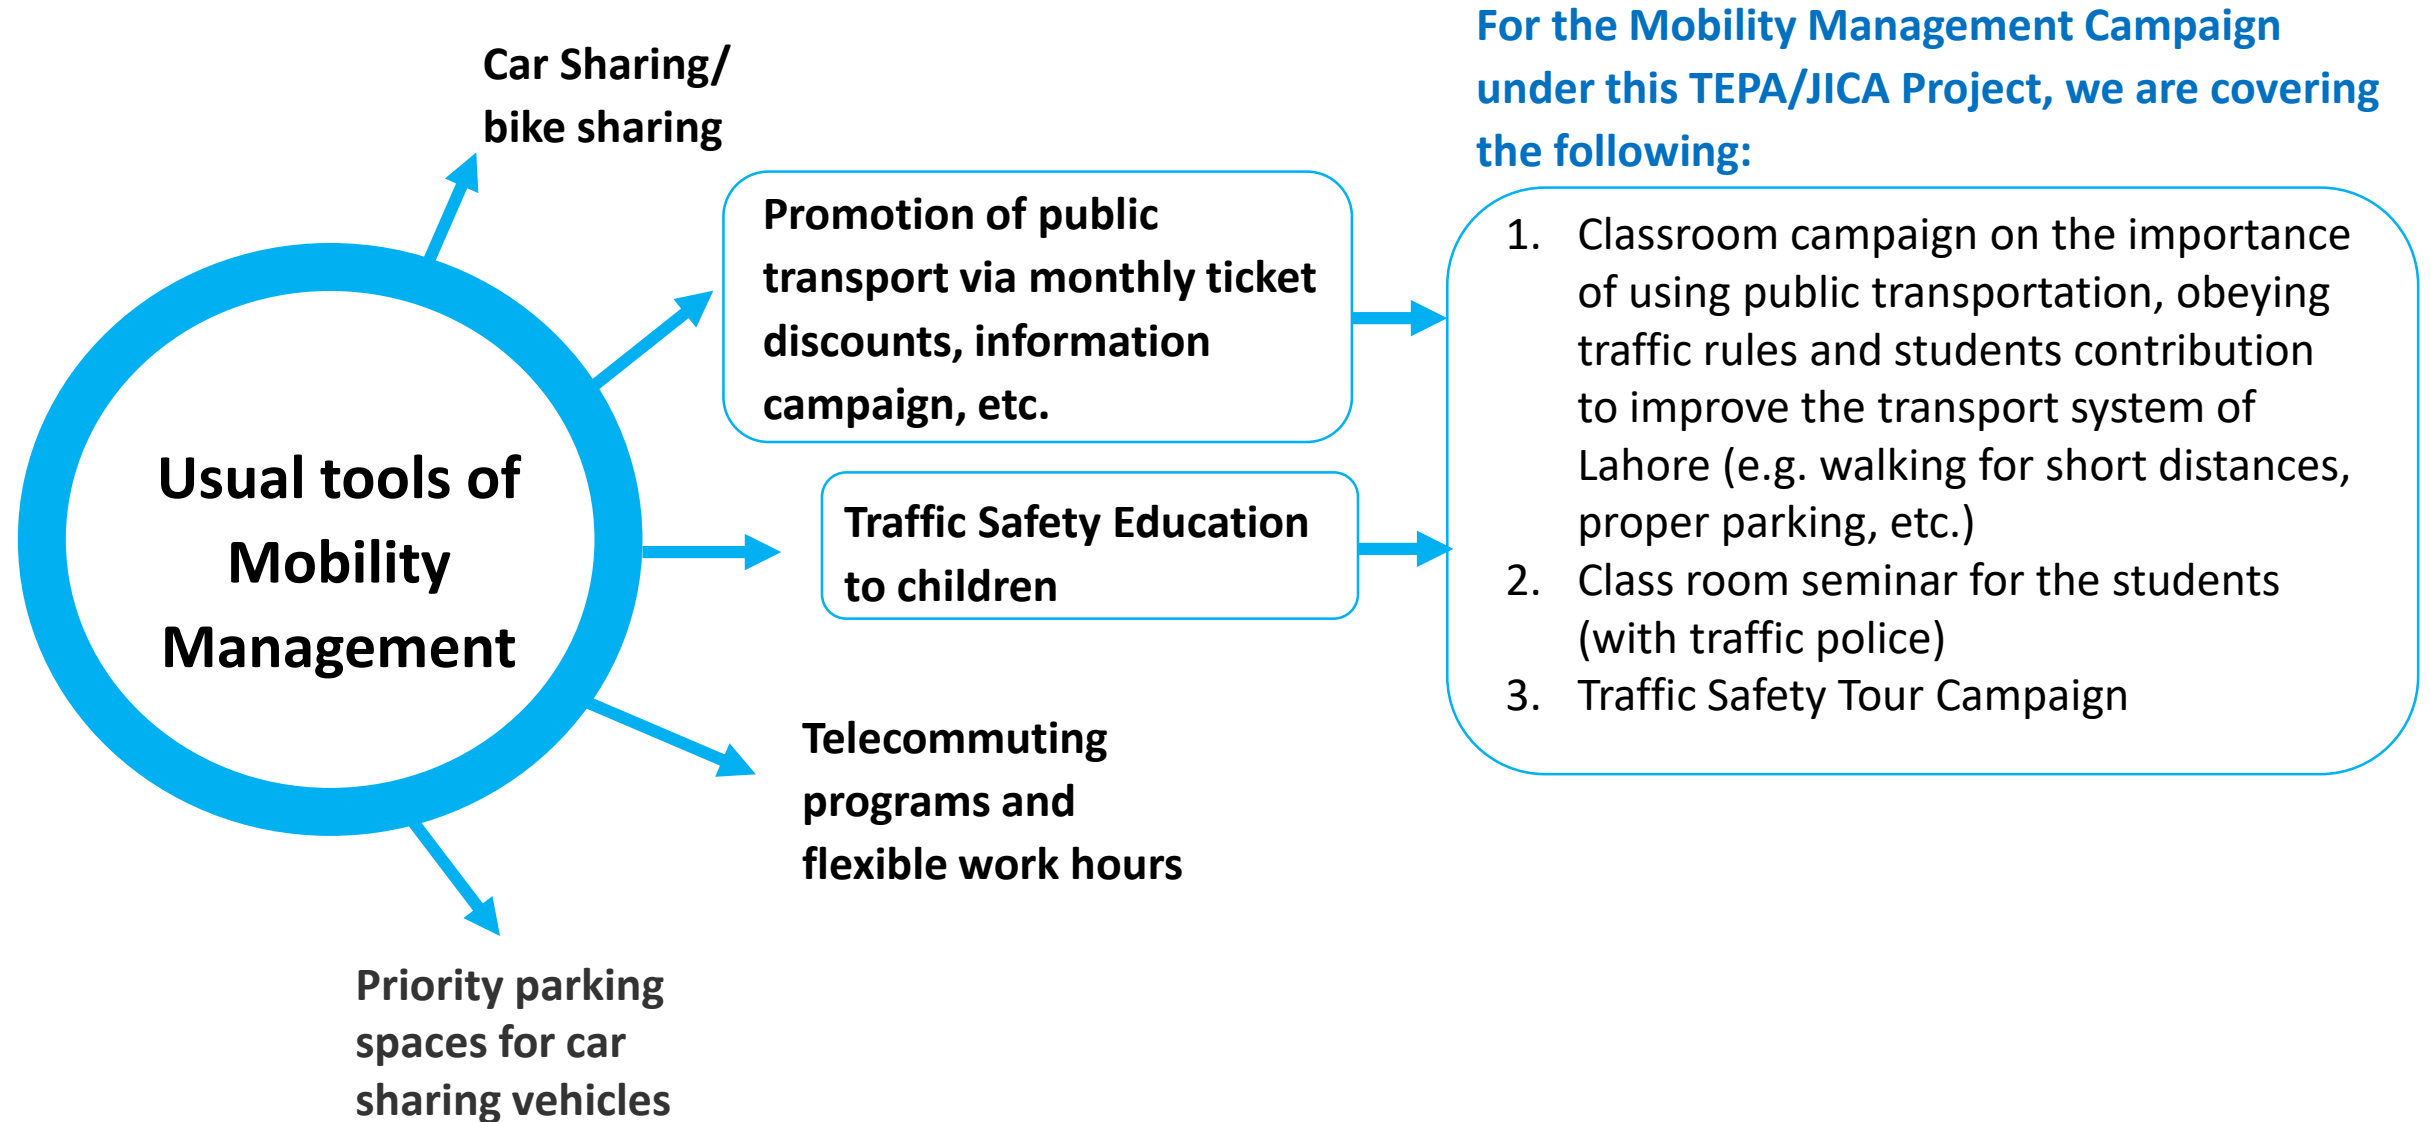 Car Sharing/
bike sharing
For the Mobility Management Campaign
under this TEPA/JICA Project, we are covering
the following:
Promotion of public
transport via monthly ticket
discounts, information
campaign, etc.
Usual tools of
Mobility
Management
Traffic Safety Education
to children
Telecommuting
programs and
flexible work hours
Priority parking
spaces for car
sharing vehicles
1. Classroom campaign on the importance
of using public transportation, obeying
traffic rules and students contribution
to improve the transport system of
Lahore (e.g. walking for short distances,
proper parking, etc.)
2. Class room seminar for the students
(with traffic police)
3. Traffic Safety Tour Campaign